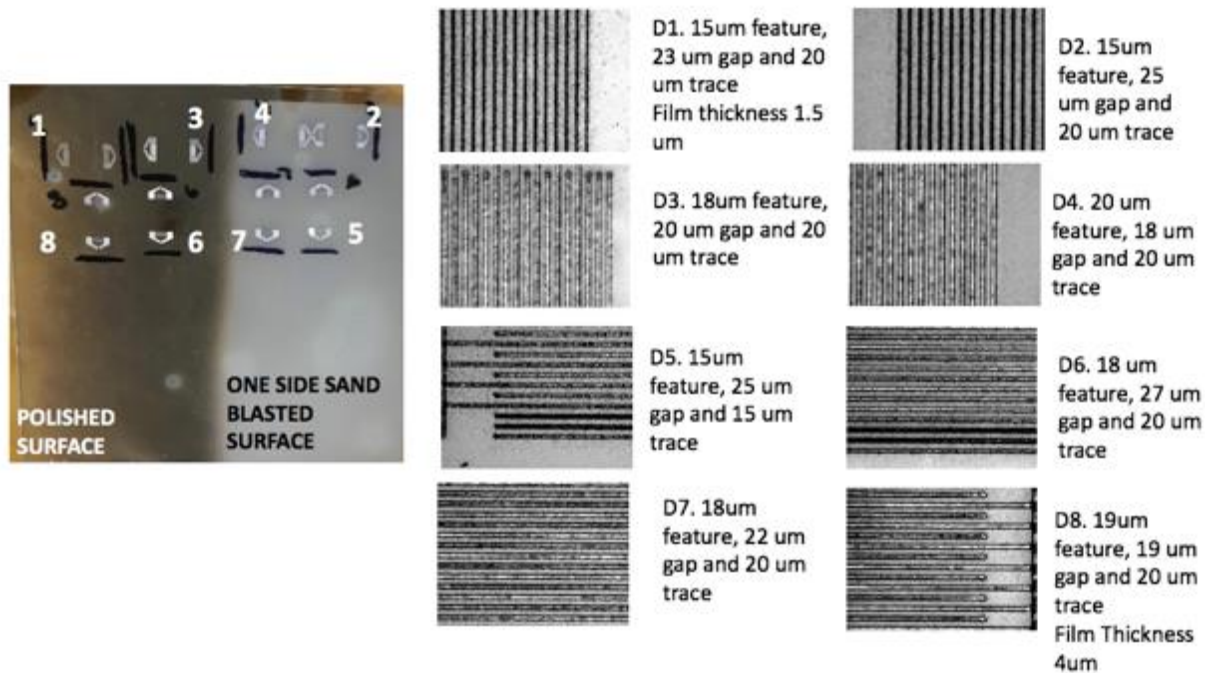 1
3
4
2
8
6
7
5
POLISHED
SURFACE
ONE SIDE SAND
BLASTED
SURFACE
D1. 15um feature,
23 um gap and 20
um trace
Film thickness 1.5
um
D2. 15um
feature, 25
um gap and
20 um trace
D3. 18um feature,
20 um gap and 20
um trace
D4. 20 um
feature, 18 um
gap and 20 um
trace
D5. 15um
feature, 25 um
gap and 15 um
trace
D6. 18 um
feature, 27 um
gap and 20 um
trace
D7. 18um
feature, 22 um
gap and 20 um
trace
D8. 19um
feature, 19 um
gap and 20 um
trace
Film Thickness
4um